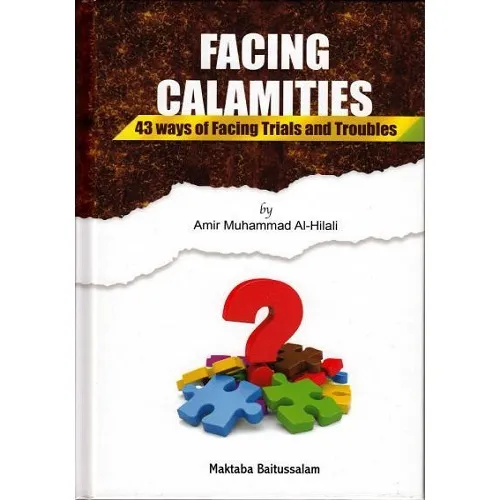 FACING
CALAMITIES
43 ways of Facing Trials and Troubles
by
Amir Muhammad Al-Hilali
Maktaba Baitussalam